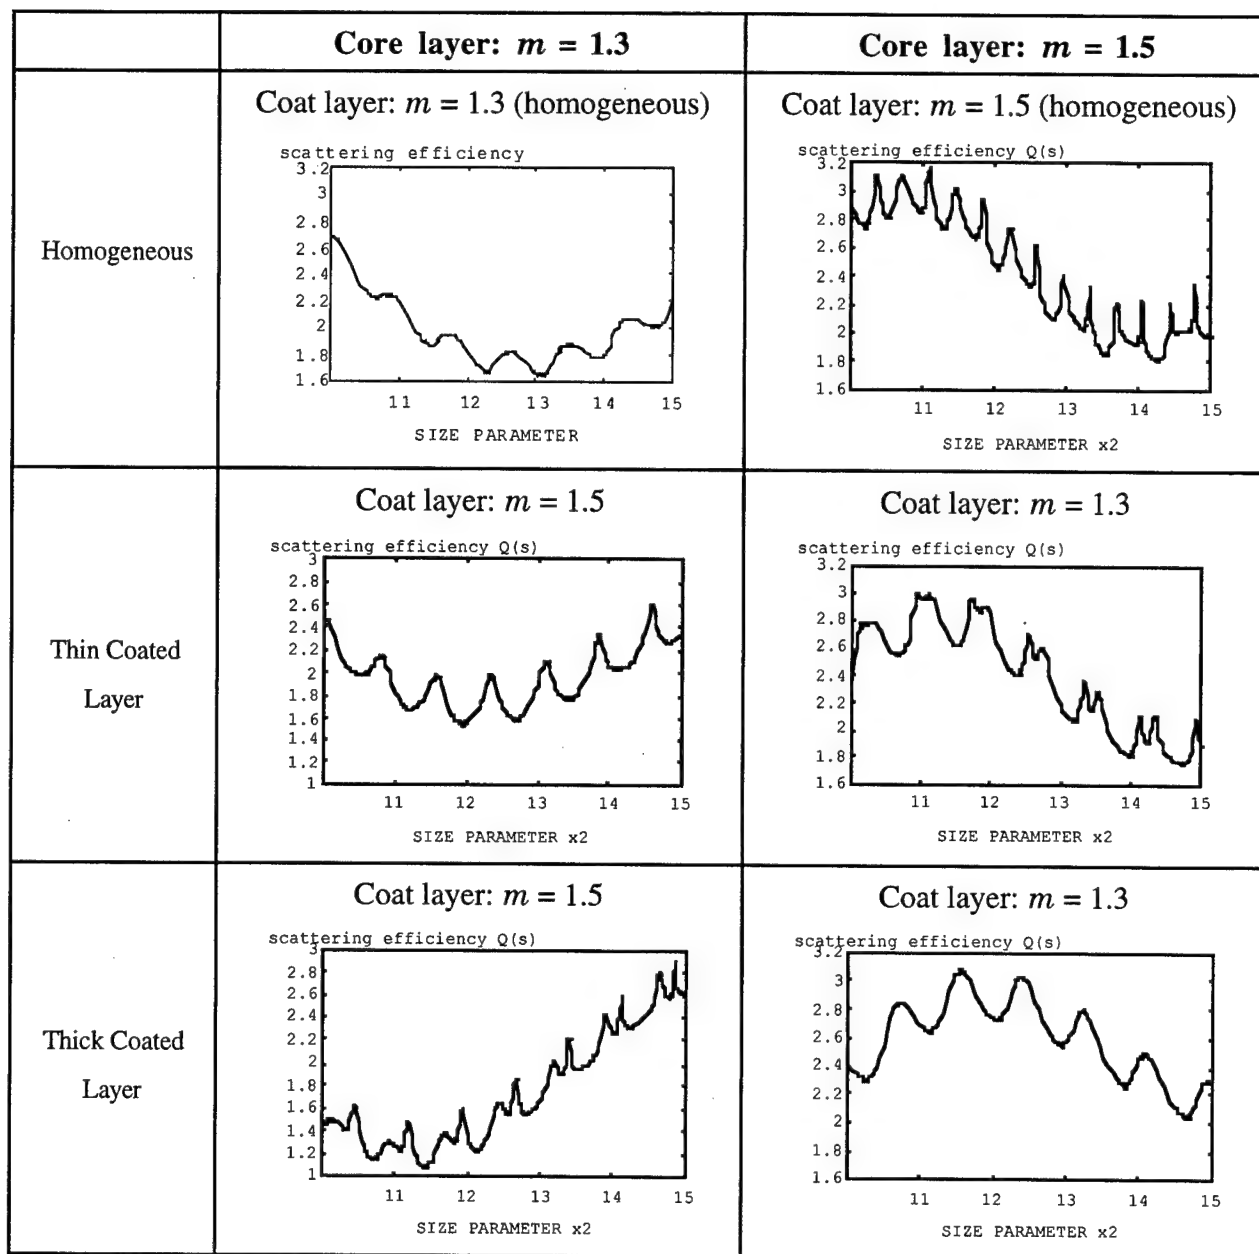 Core layer: m = 1.3
Core layer: m = 1.5
Homogeneous
Coat layer: m = 1.3 (homogeneous)
scattering efficiency
3.2
3
2.8
2.6
2.4
2.2
2
1.8
1.6
11 12 13 14 15
SIZE PARAMETER
Coat layer: m = 1.5 (homogeneous)
scattering efficiency Q(s)
3.2
3
2.8
2.6
2.4
2.2
2
1.8
1.6
11 12 13 14 15
SIZE PARAMETER x2
Thin Coated
Layer
Coat layer: m = 1.5
scattering efficiency Q(s)
3
2.8
2.6
2.4
2.2
2
1.8
1.6
1.4
1.2
1
11 12 13 14 15
SIZE PARAMETER x2
Coat layer: m = 1.3
scattering efficiency Q(s)
3.2
3
2.8
2.6
2.4
2.2
2
1.8
1.6
11 12 13 14 15
SIZE PARAMETER x2
Thick Coated
Layer
Coat layer: m = 1.5
scattering efficiency Q(s)
3
2.8
2.6
2.4
2.2
2
1.8
1.6
1.4
1.2
1
11 12 13 14 15
SIZE PARAMETER x2
Coat layer: m = 1.3
scattering efficiency Q(s)
3.2
3
2.8
2.6
2.4
2.2
2
1.8
1.6
11 12 13 14 15
SIZE PARAMETER x2